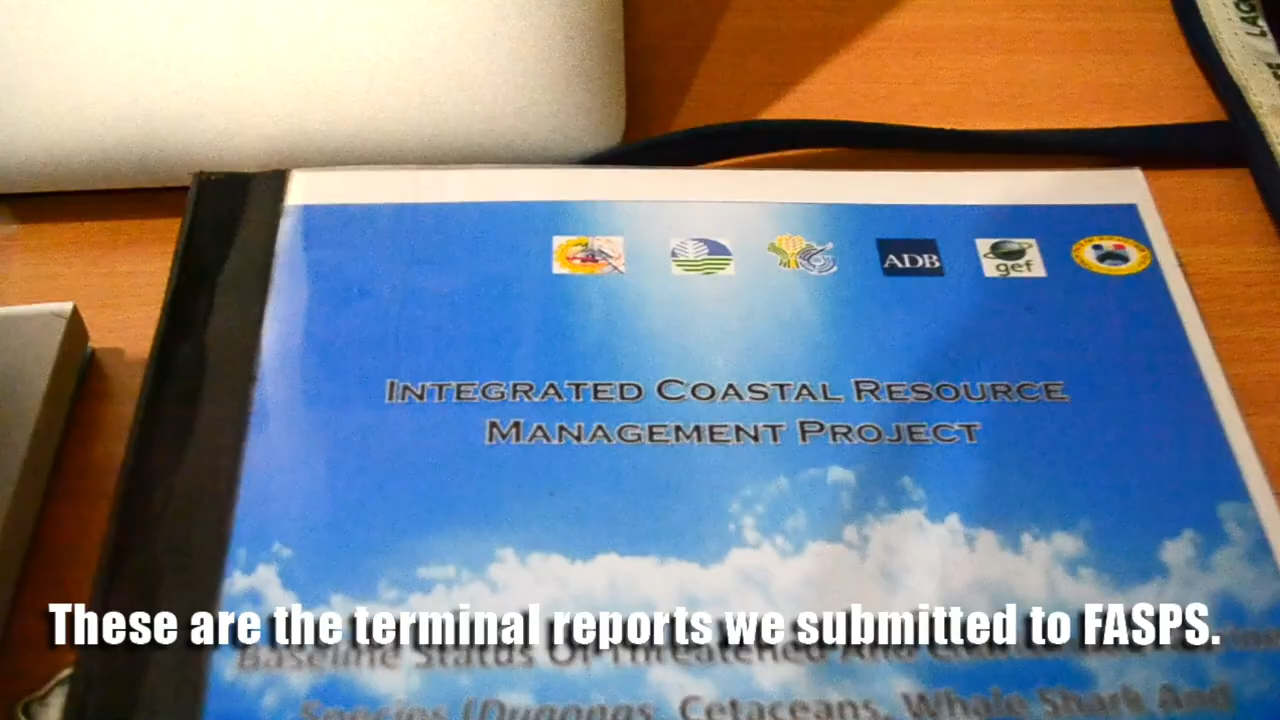 LAG
ADB
gef
INTEGRATED COASTAL RESOURCE
MANAGEMENT PROJECT
These are the terminal reports we submitted to FASPS.
Baseline Status Of Threatened And
Species (Dugongs, Cetaceans, Whale Shark And